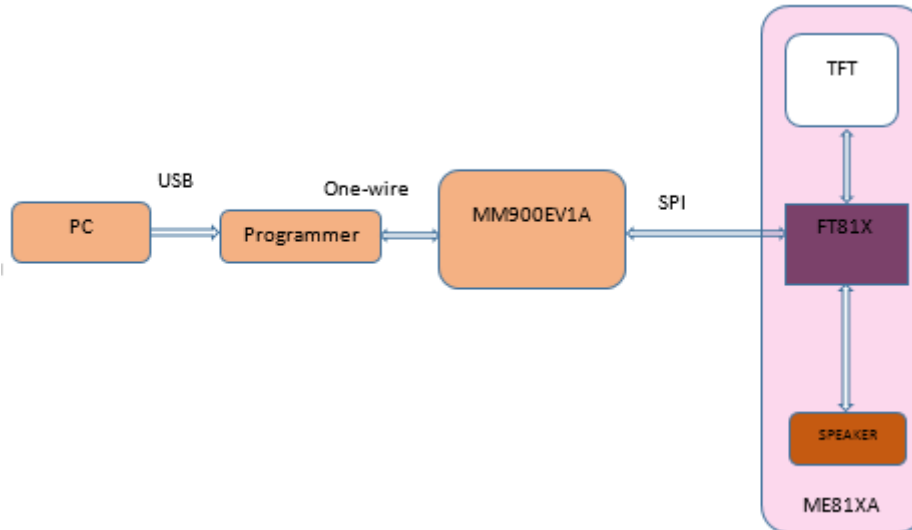 TFT
USB
One-wire
MM900EV1A
SPI
PC
Programmer
FT81X
SPEAKER
ME81XA